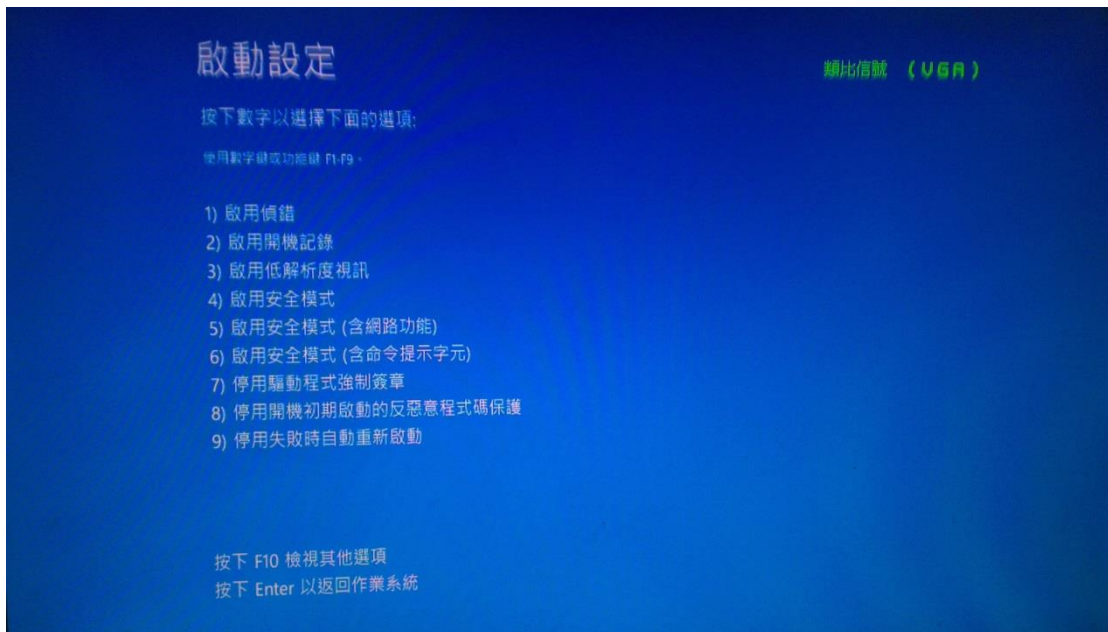 啟動設定
類比信號 (VGA)
按下數字以選擇下面的選項:
使用數字鍵或功能鍵 F1-F9。
1) 啟用偵錯
2) 啟用開機記錄
3) 啟用低解析度視訊
4) 啟用安全模式
5) 啟用安全模式 (含網路功能)
6) 啟用安全模式 (含命令提示字元)
7) 停用驅動程式強制簽章
8) 停用開機初期啟動的反惡意程式碼保護
9) 停用失敗時自動重新啟動
按下 F10 檢視其他選項
按下 Enter 以返回作業系統